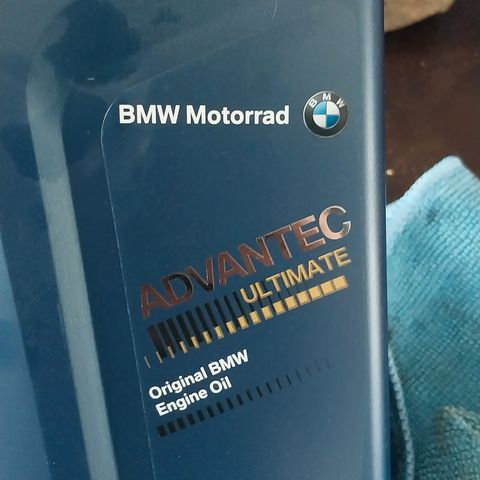 BMW Motorrad
BMW
ADVANTEC
ULTIMATE
Original BMW
Engine Oil